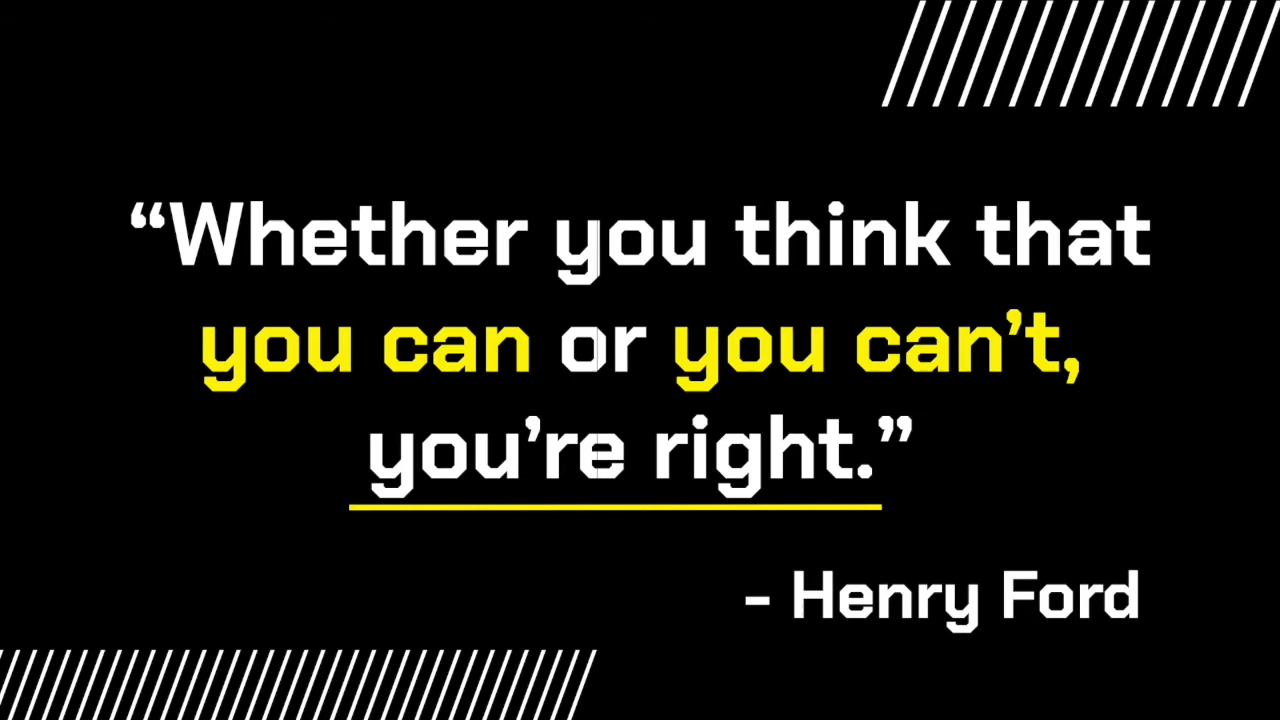 “Whether you think that
you can or you can’t,
you’re right.”
- Henry Ford